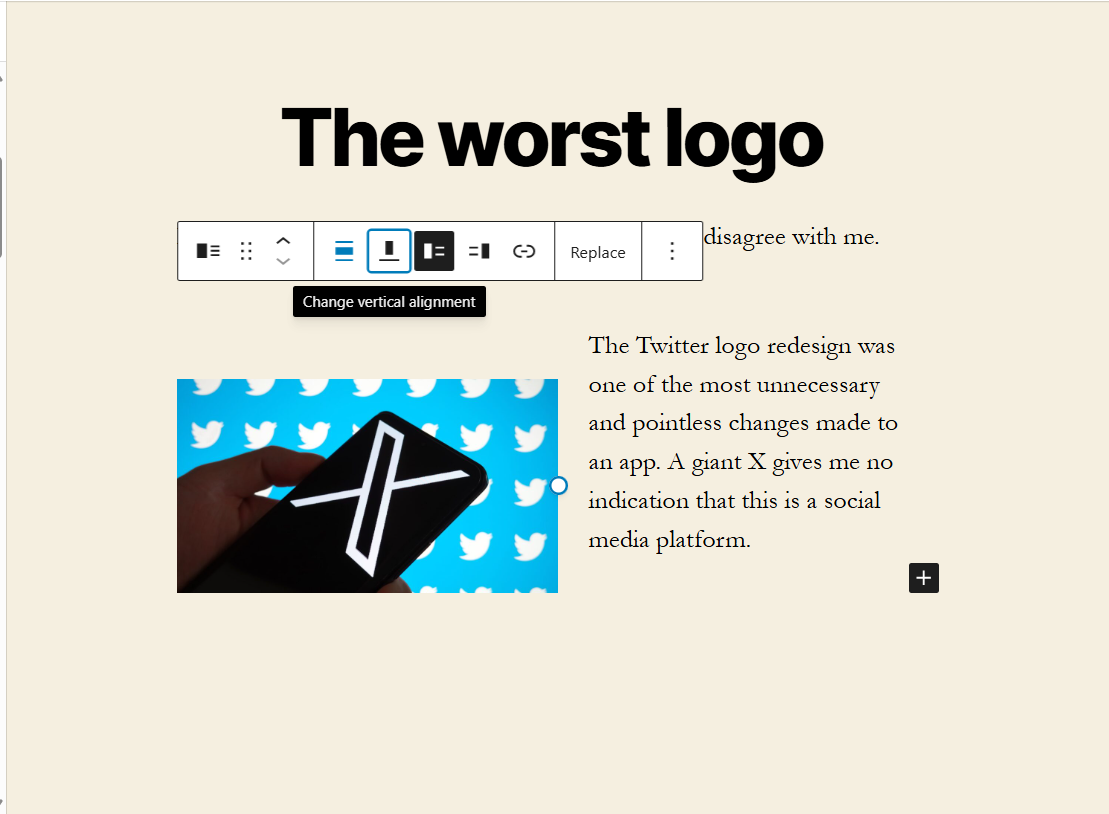 The worst logo
disagree with me.
Replace
Change vertical alignment
The Twitter logo redesign was
one of the most unnecessary
and pointless changes made to
an app. A giant X gives me no
indication that this is a social
media platform.